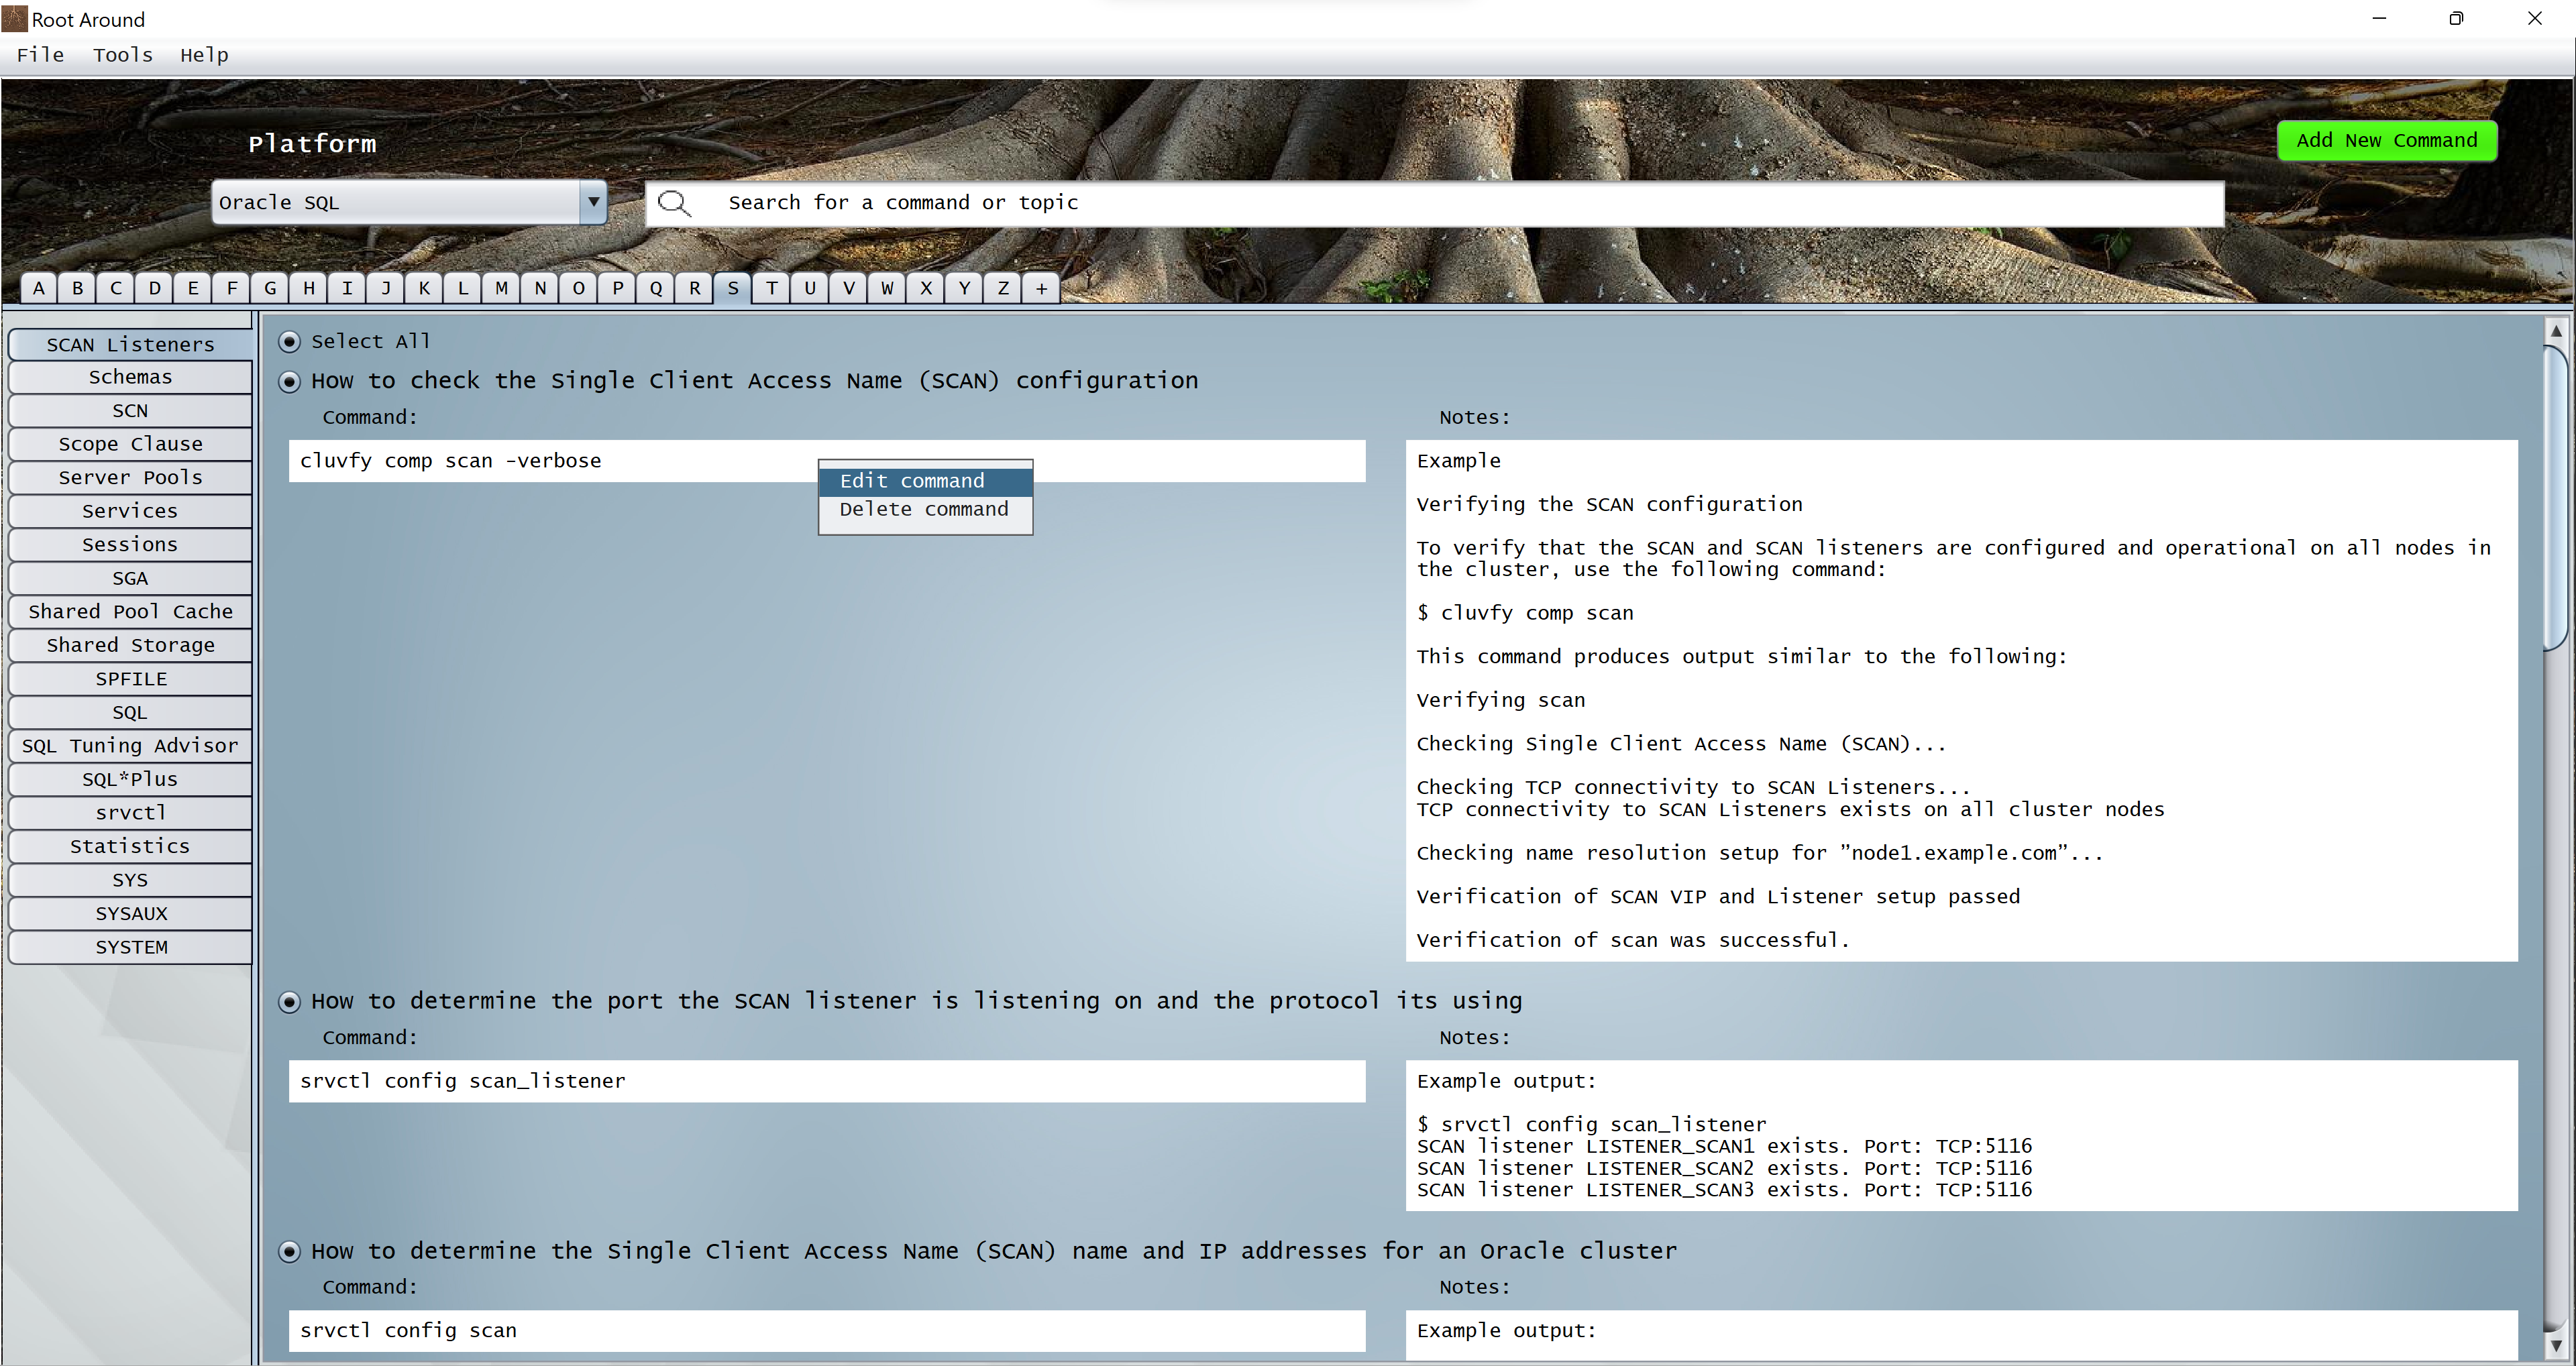 Root Around
File Tools Help
Platform
Add New Command
Oracle SQL
Search for a command or topic
A B C D E F G H I J K L M N O P Q R S T U V W X Y Z +
SCAN Listeners
Schemas
SCN
Scope Clause
Server Pools
Services
Sessions
SGA
Shared Pool Cache
Shared Storage
SPFILE
SQL
SQL Tuning Advisor
SQL*Plus
srvctl
Statistics
SYS
SYSAUX
SYSTEM
Select All
How to check the Single Client Access Name (SCAN) configuration
Command:
cluvfy comp scan -verbose
Edit command
Delete command
Notes:
Example
Verifying the SCAN configuration
To verify that the SCAN and SCAN listeners are configured and operational on all nodes in
the cluster, use the following command:
$ cluvfy comp scan
This command produces output similar to the following:
Verifying scan
Checking Single Client Access Name (SCAN)...
Checking TCP connectivity to SCAN Listeners...
TCP connectivity to SCAN Listeners exists on all cluster nodes
Checking name resolution setup for ”node1.example.com”...
Verification of SCAN VIP and Listener setup passed
Verification of scan was successful.
How to determine the port the SCAN listener is listening on and the protocol its using
Command:
srvctl config scan_listener
Notes:
Example output:
$ srvctl config scan_listener
SCAN listener LISTENER_SCAN1 exists. Port: TCP:5116
SCAN listener LISTENER_SCAN2 exists. Port: TCP:5116
SCAN listener LISTENER_SCAN3 exists. Port: TCP:5116
How to determine the Single Client Access Name (SCAN) name and IP addresses for an Oracle cluster
Command:
srvctl config scan
Notes:
Example output: